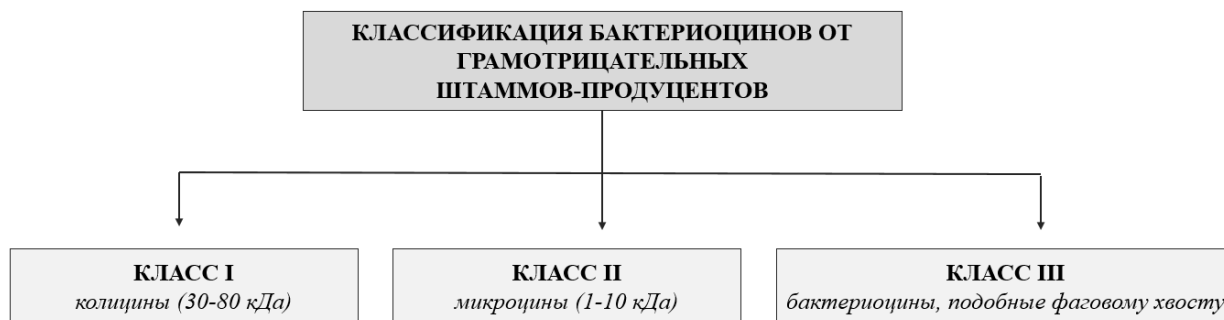 КЛАССИФИКАЦИЯ БАКТЕРИОЦИНОВ ОТ
ГРАМОТРИЦАТЕЛЬНЫХ
ШТАММОВ-ПРОДУЦЕНТОВ
КЛАСС I
колицины (30-80 кДа)
КЛАСС II
микроцины (1-10 кДа)
КЛАСС III
бактериоцины, подобные фаговому хвосту